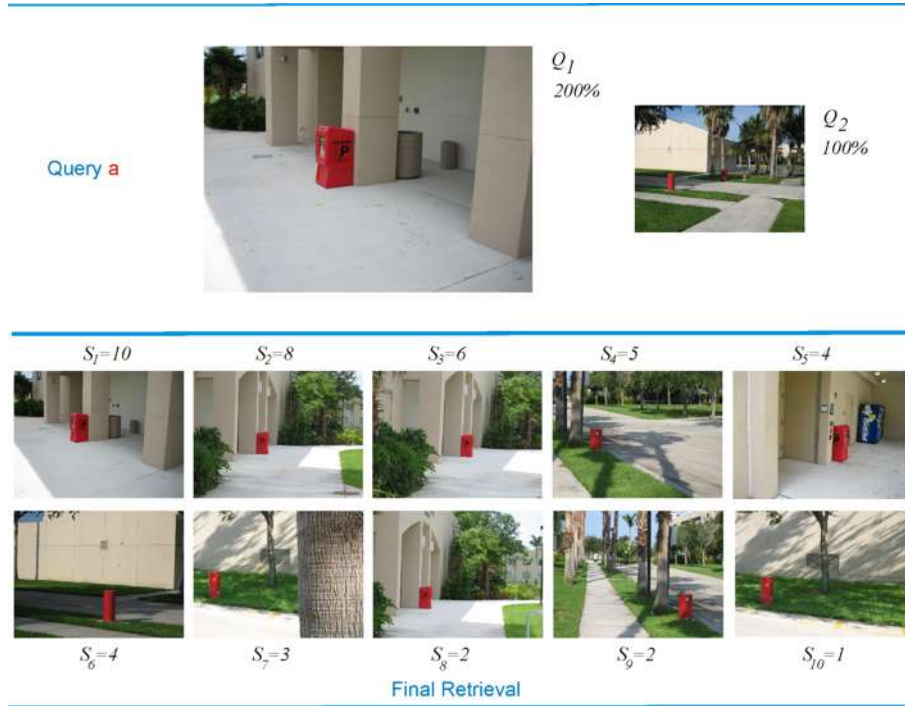 Q1
200%
Q2
100%
Query a
S1=10
S2=8
S3=6
S4=5
S5=4
P
PEPSI
S6=4
S7=3
S8=2
S9=2
S10=1
Final Retrieval